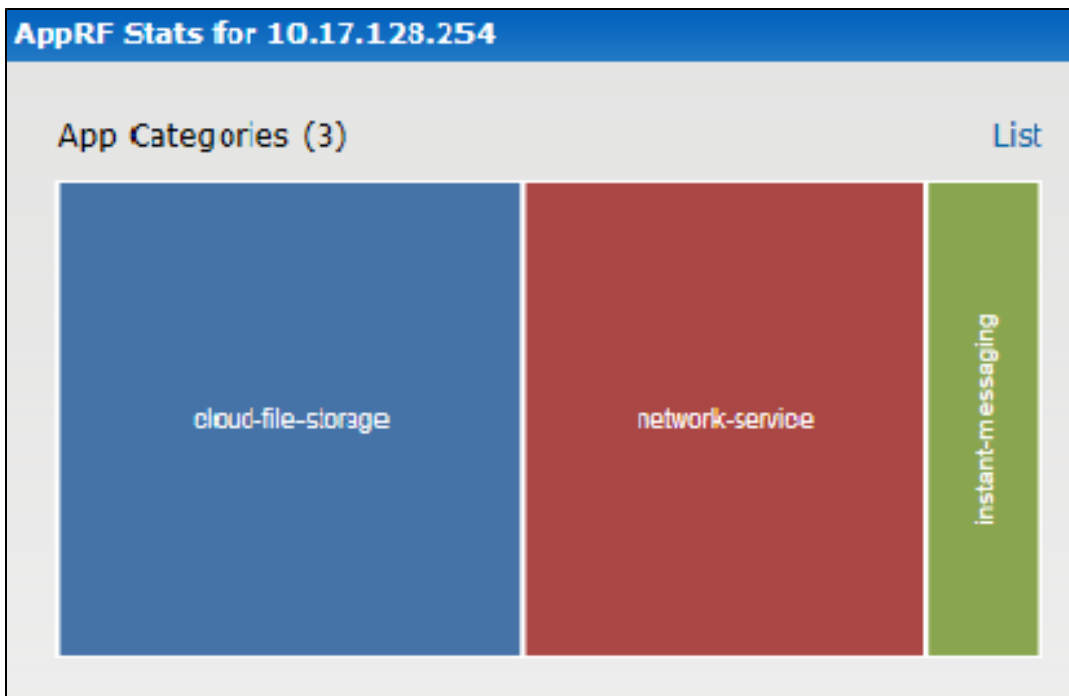 AppRF Stats for 10.17.128.254
App Categories (3)
List
cloud-file-storage
network-service
instant-messaging